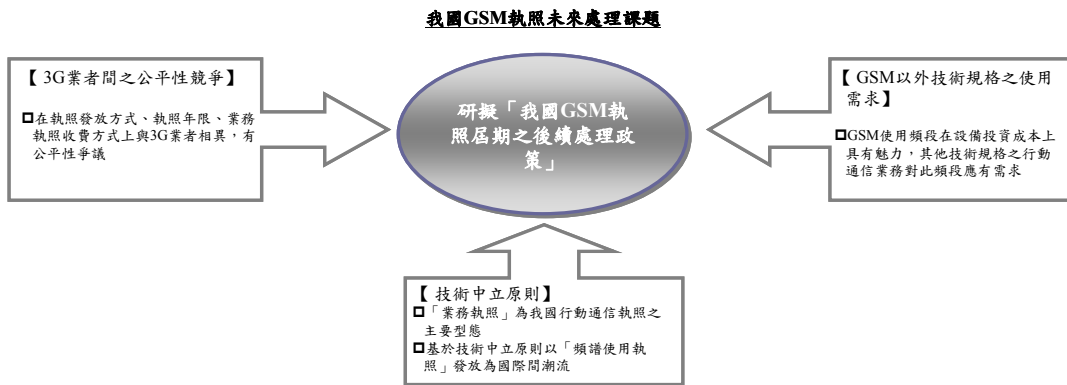 我國GSM執照未來處理課題
【 3G業者間之公平性競爭】
在執照發放方式、執照年限、業務
執照收費方式上與3G業者相異，有
公平性爭議
研擬「我國GSM執
照屆期之後續處理政
策」
【 GSM以外技術規格之使用
需求】
GSM使用頻段在設備投資成本上
具有魅力，其他技術規格之行動
通信業務對此頻段應有需求
【 技術中立原則】
「業務執照」為我國行動通信執照之
主要型態
基於技術中立原則以「頻譜使用執
照」發放為國際間潮流